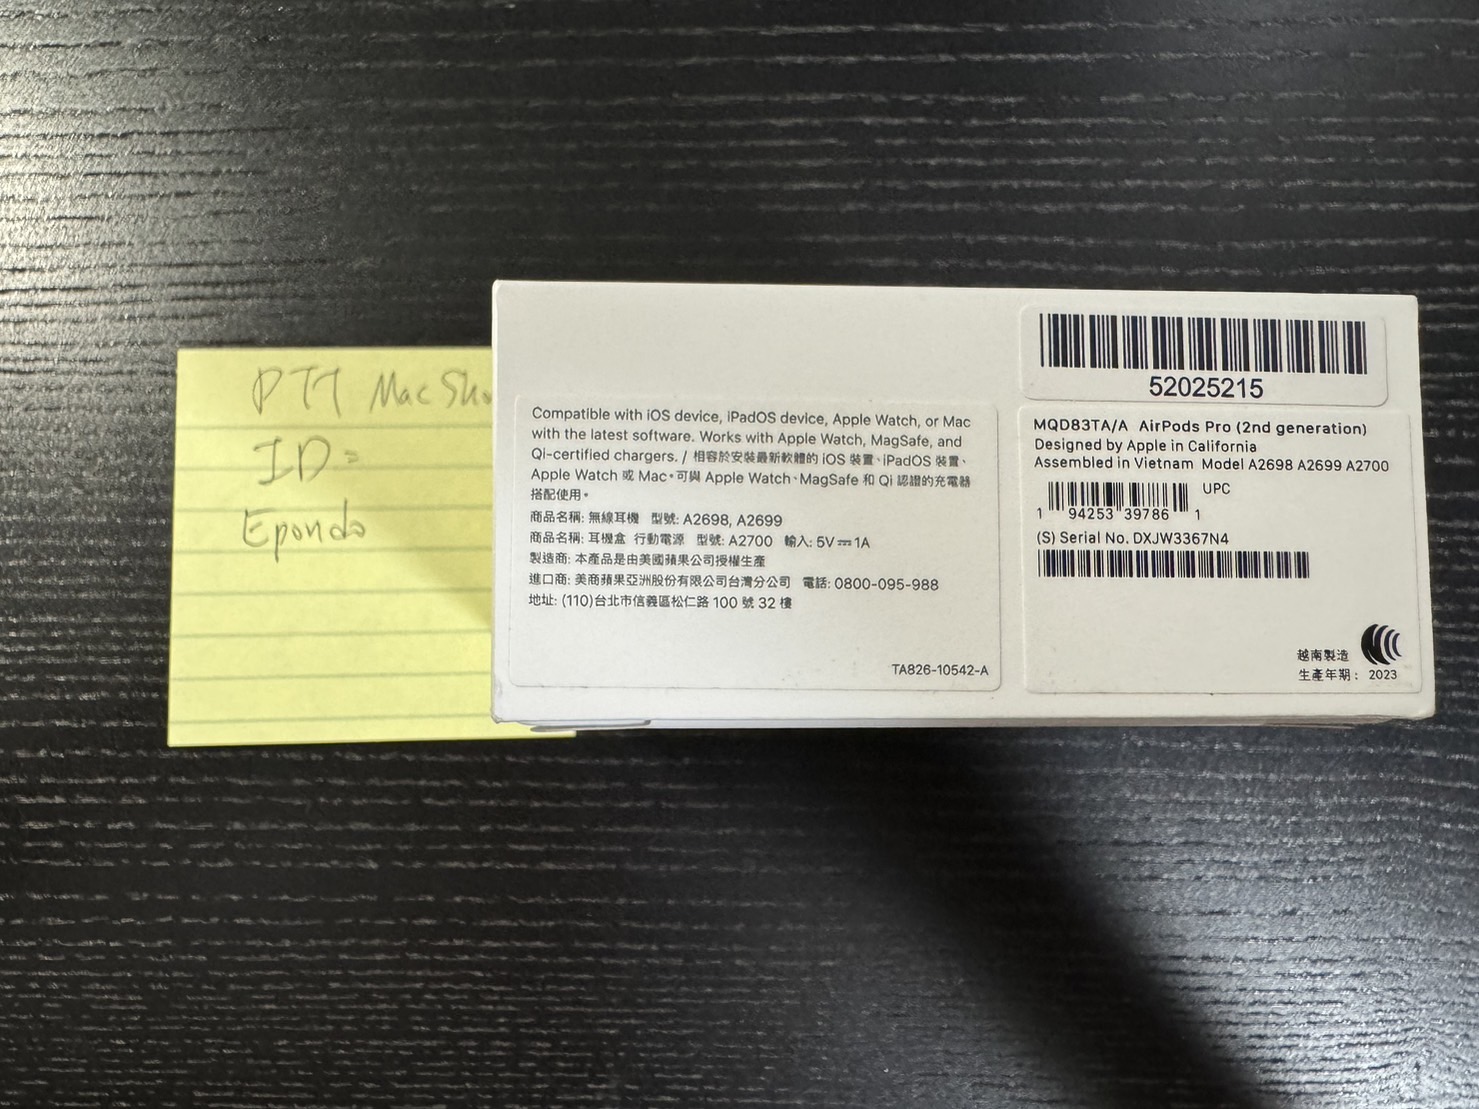 PTT Mac Sho
ID=
Epondo
Compatible with iOS device, iPadOS device, Apple Watch, or Mac
with the latest software. Works with Apple Watch, MagSafe, and
Qi-certified chargers. / 相容於安裝最新軟體的 iOS 裝置、iPadOS 裝置、
Apple Watch 或 Mac。可與 Apple Watch、MagSafe 和 Qi 認證的充電器
搭配使用。
商品名稱: 無線耳機 型號: A2698, A2699
商品名稱: 耳機盒 行動電源 型號: A2700 輸入: 5V⎓1A
製造商: 本產品是由美國蘋果公司授權生產
進口商: 美商蘋果亞洲股份有限公司台灣分公司 電話: 0800-095-988
地址: (110)台北市信義區松仁路 100 號 32 樓
TA826-10542-A
52025215
MQD83TA/A AirPods Pro (2nd generation)
Designed by Apple in California
Assembled in Vietnam Model A2698 A2699 A2700
UPC
1 94253 39786 1
(S) Serial No. DXJW3367N4
越南製造
生產年期: 2023